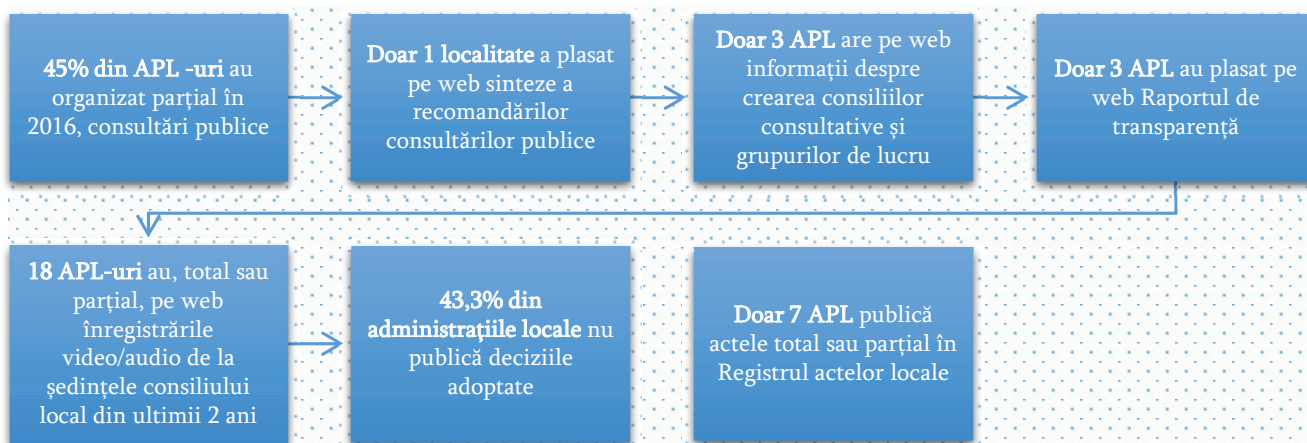 45% din APL -uri au
organizat parțial în
2016, consultări publice
Doar 1 localitate a plasat
pe web sinteze a
recomandărilor
consultărilor publice
Doar 3 APL are pe web
informații despre
crearea consiliilor
consultative și
grupurilor de lucru
Doar 3 APL au plasat pe
web Raportul de
transparență
18 APL-uri au, total sau
parțial, pe web
înregistrările
video/audio de la
ședințele consiliului
local din ultimii 2 ani
43,3% din
administrațiile locale nu
publică deciziile
adoptate
Doar 7 APL publică
actele total sau parțial în
Registrul actelor locale